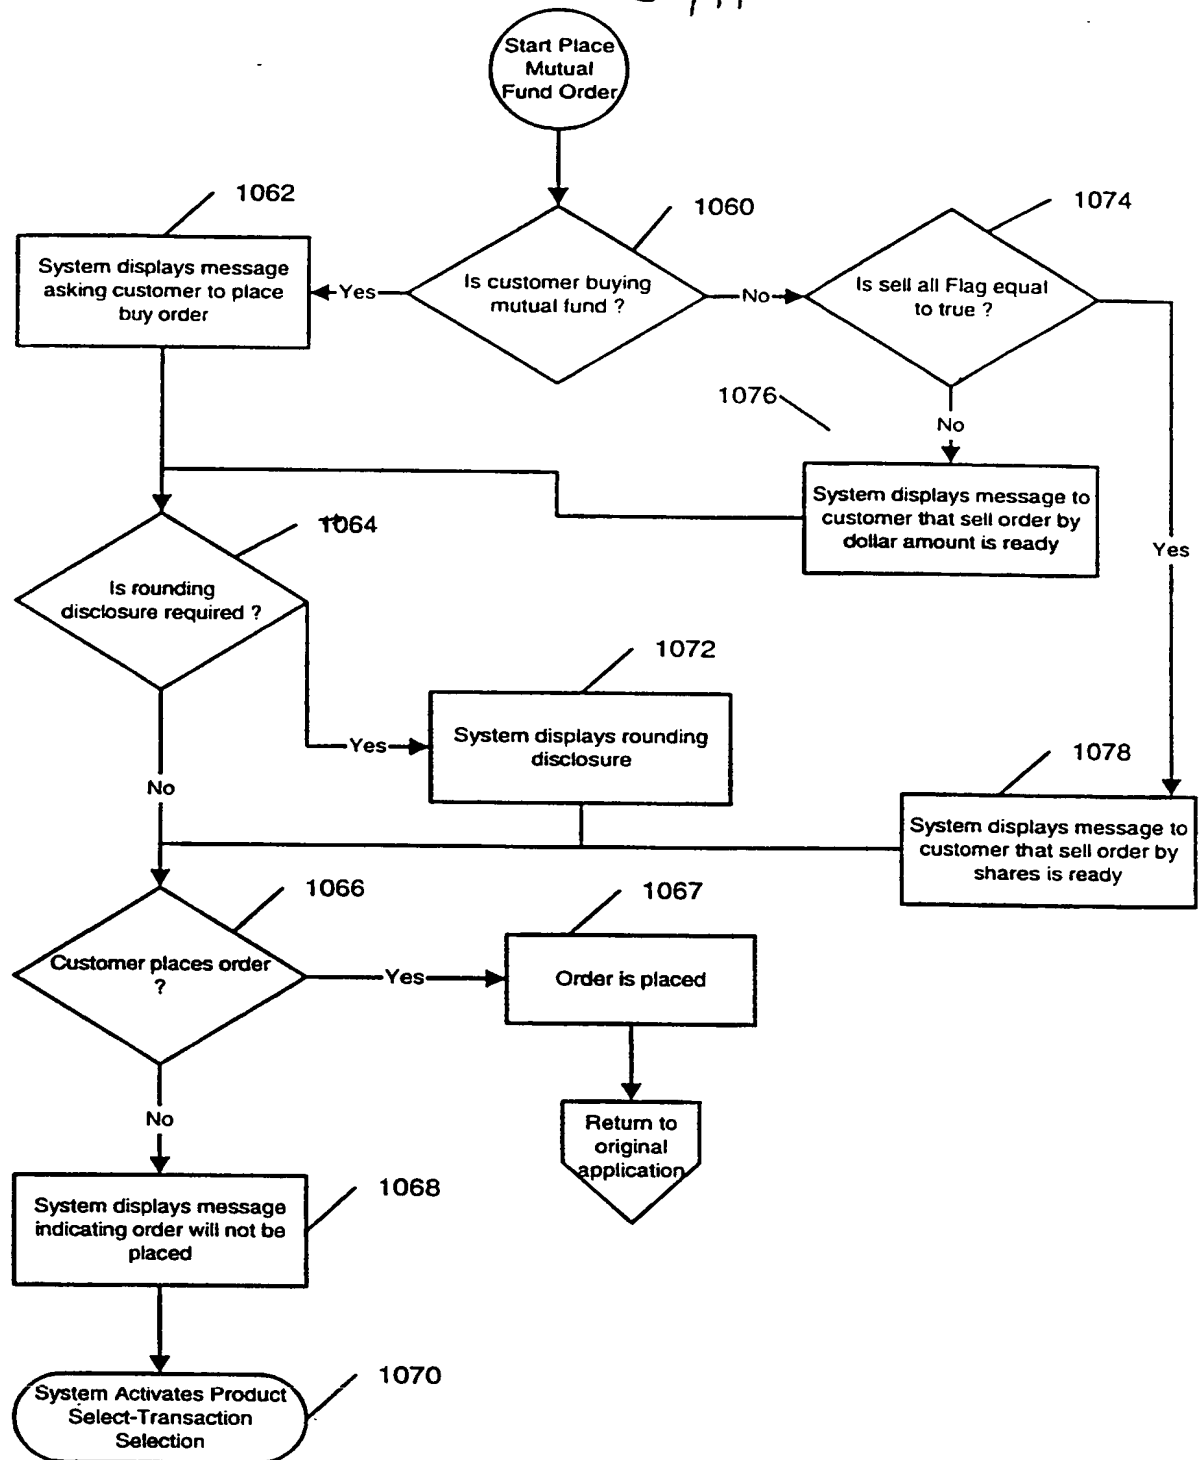 Start Place
Mutual
Fund Order
1062
1060
1074
System displays message
asking customer to place
buy order
Yes
Is customer buying
mutual fund ?
No
Is sell all Flag equal
to true ?
1076
No
System displays message to
customer that sell order by
dollar amount is ready
Yes
1064
Is rounding
disclosure required ?
1072
Yes
System displays rounding
disclosure
No
1078
System displays message to
customer that sell order by
shares is ready
1066
1067
Customer places order
?
Yes
Order is placed
No
Return to
original
application
1068
System displays message
indicating order will not be
placed
1070
System Activates Product
Select-Transaction
Selection